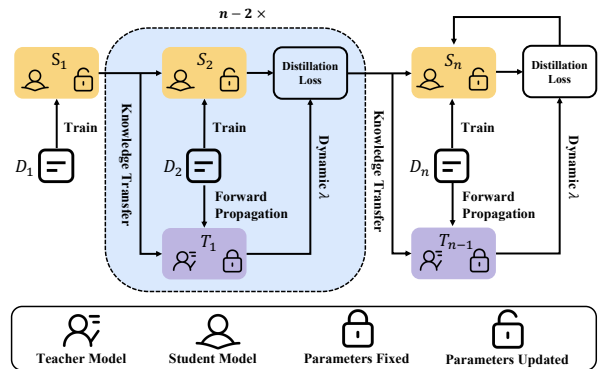 n − 2 ×
S₁
S₂
Distillation
Loss
Sₙ
Distillation
Loss
Train
Knowledge Transfer
Train
Dynamic λ
Knowledge Transfer
Train
Dynamic λ
D₁
D₂
Dₙ
Forward
Propagation
Forward
Propagation
T₁
Tₙ₋₁
Teacher Model
Student Model
Parameters Fixed
Parameters Updated